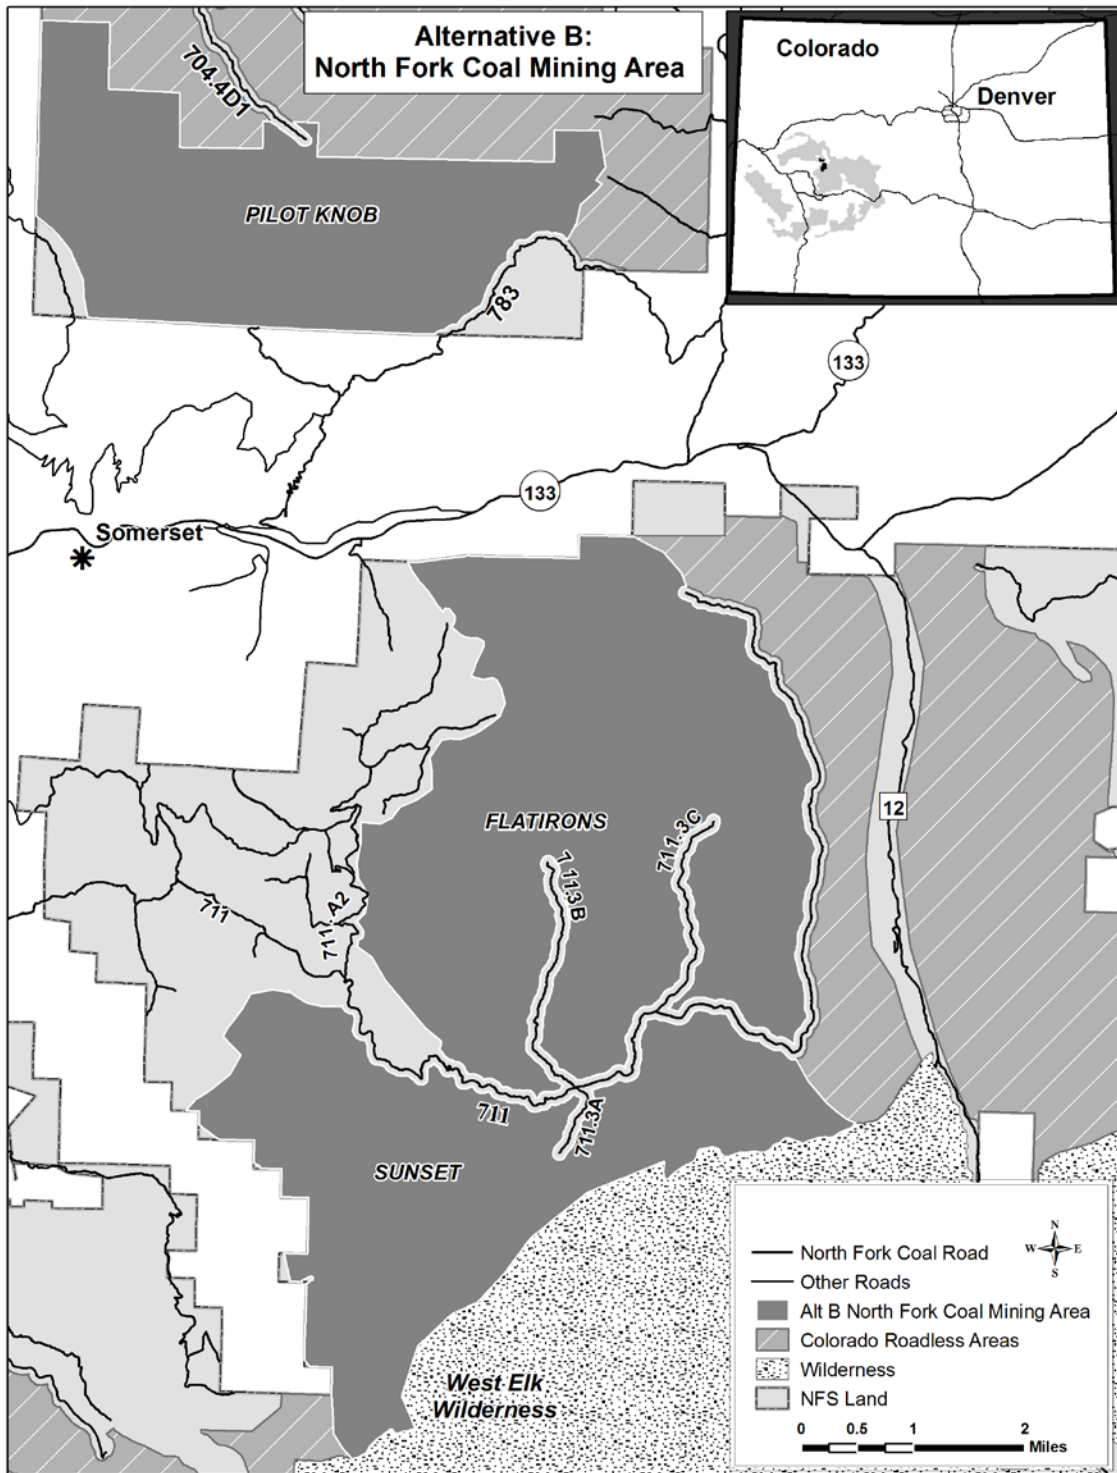 Alternative B:
North Fork Coal Mining Area
Colorado
Denver
704.4D1
PILOT KNOB
783
133
133
Somerset
12
FLATIRONS
711.3C
7 11.3B
711
711. A2
711
711.3A
SUNSET
West Elk
Wilderness
N
W E
S
North Fork Coal Road
Other Roads
Alt B North Fork Coal Mining Area
Colorado Roadless Areas
Wilderness
NFS Land
0 0.5 1 2
Miles